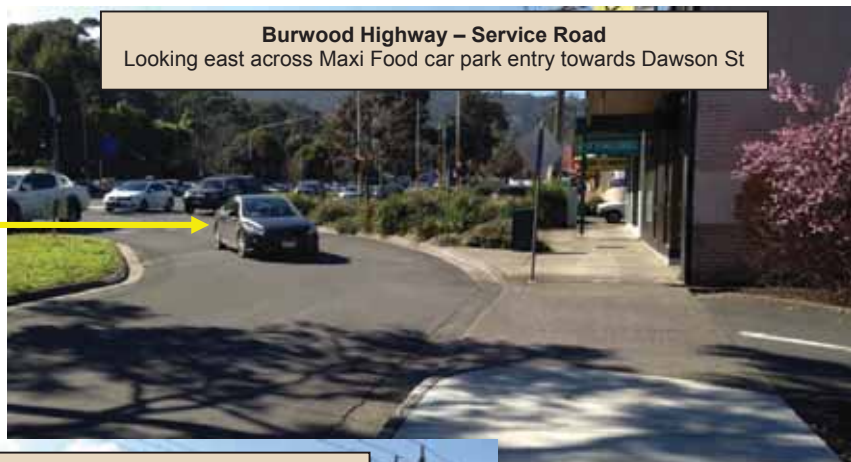 Burwood Highway – Service Road
Looking east across Maxi Food car park entry towards Dawson St